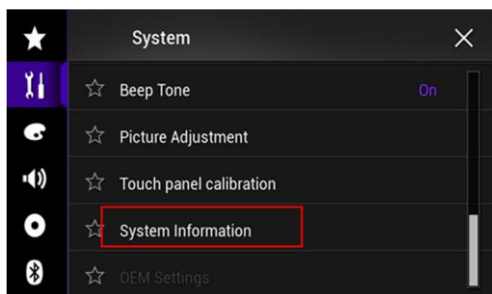 System
Beep Tone On
Picture Adjustment
Touch panel calibration
System Information
OEM Settings